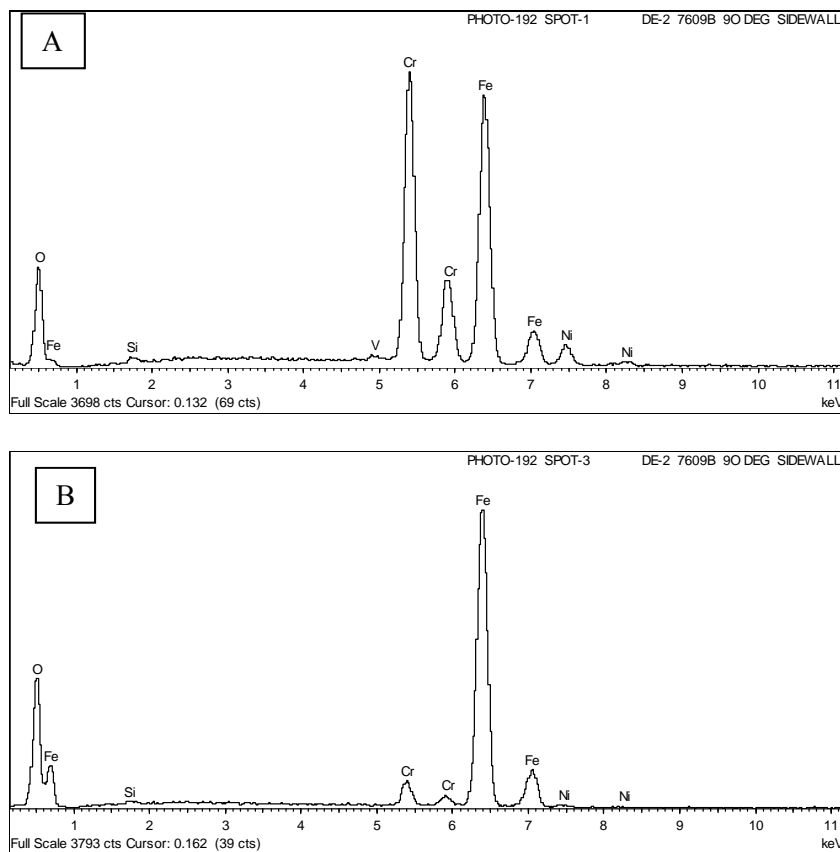 A
PHOTO-192 SPOT-1 DE-2 7609B 9O DEG SIDEWALL
Cr
Fe
O
Cr
Fe
Fe
Ni
Si
V
Ni
1 2 3 4 5 6 7 8 9 10 11
Full Scale 3698 cts Cursor: 0.132 (69 cts) keV
B
PHOTO-192 SPOT-3 DE-2 7609B 9O DEG SIDEWALL
Fe
O
Fe
Fe
Cr
Cr
Si
Ni
Ni
1 2 3 4 5 6 7 8 9 10 11
Full Scale 3793 cts Cursor: 0.162 (39 cts) keV